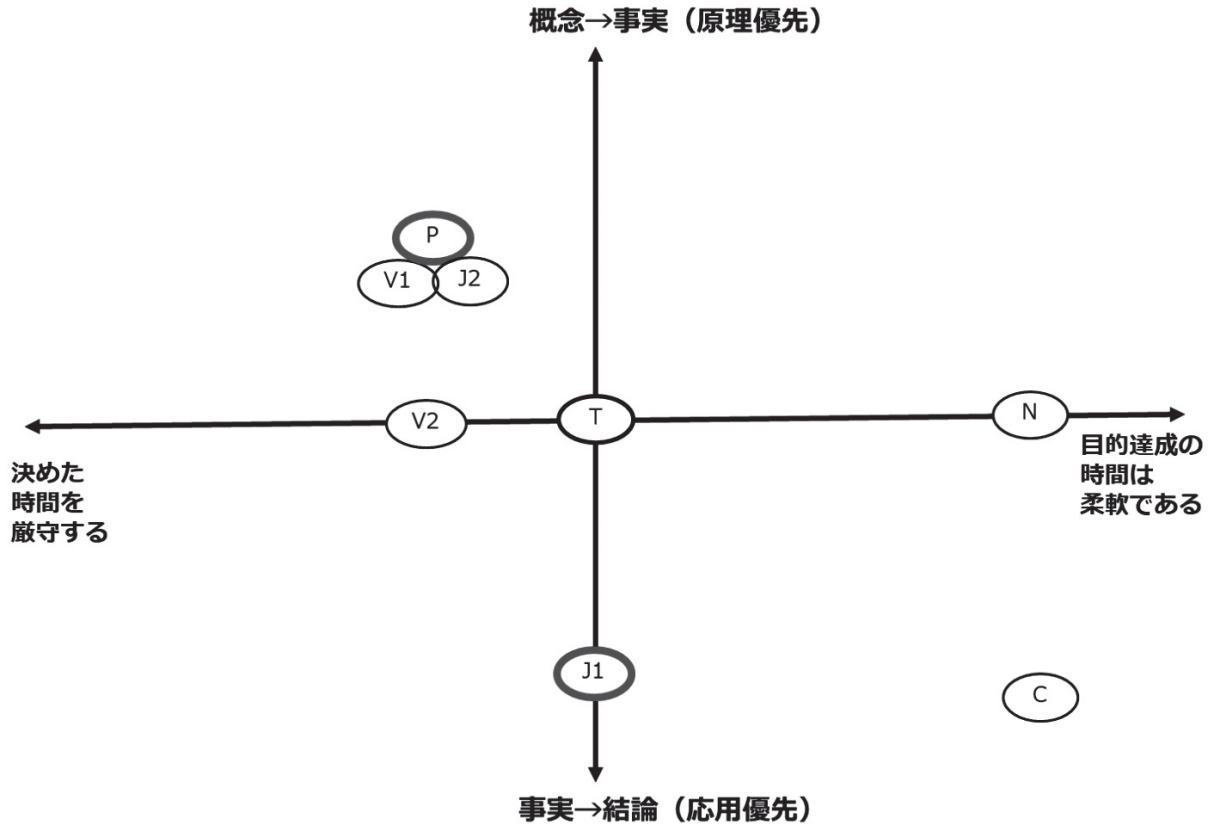 概念→事実（原理優先）
P
V1
J2
V2
T
N
決めた
時間を
厳守する
目的達成の
時間は
柔軟である
J1
C
事実→結論（応用優先）